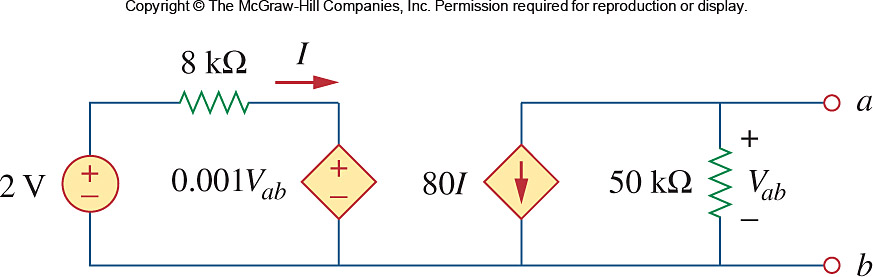 Copyright © The McGraw-Hill Companies, Inc. Permission required for reproduction or display.
8 kΩ I
a
2 V + − 0.001Vab + − 80I 50 kΩ + Vab −
b